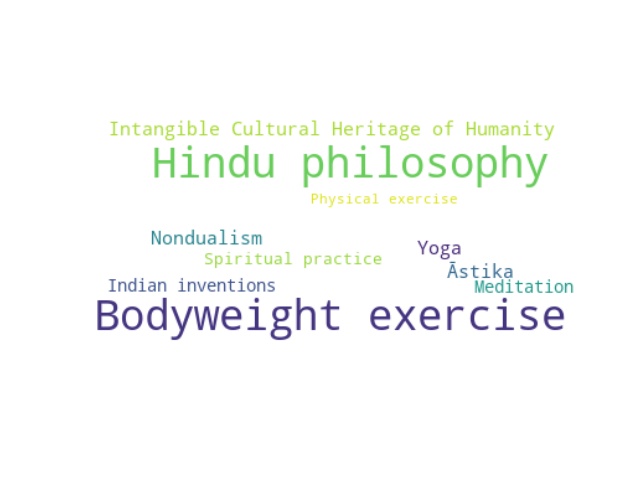 Intangible Cultural Heritage of Humanity
Hindu philosophy
Physical exercise
Nondualism
Yoga
Spiritual practice
Āstika
Indian inventions
Meditation
Bodyweight exercise